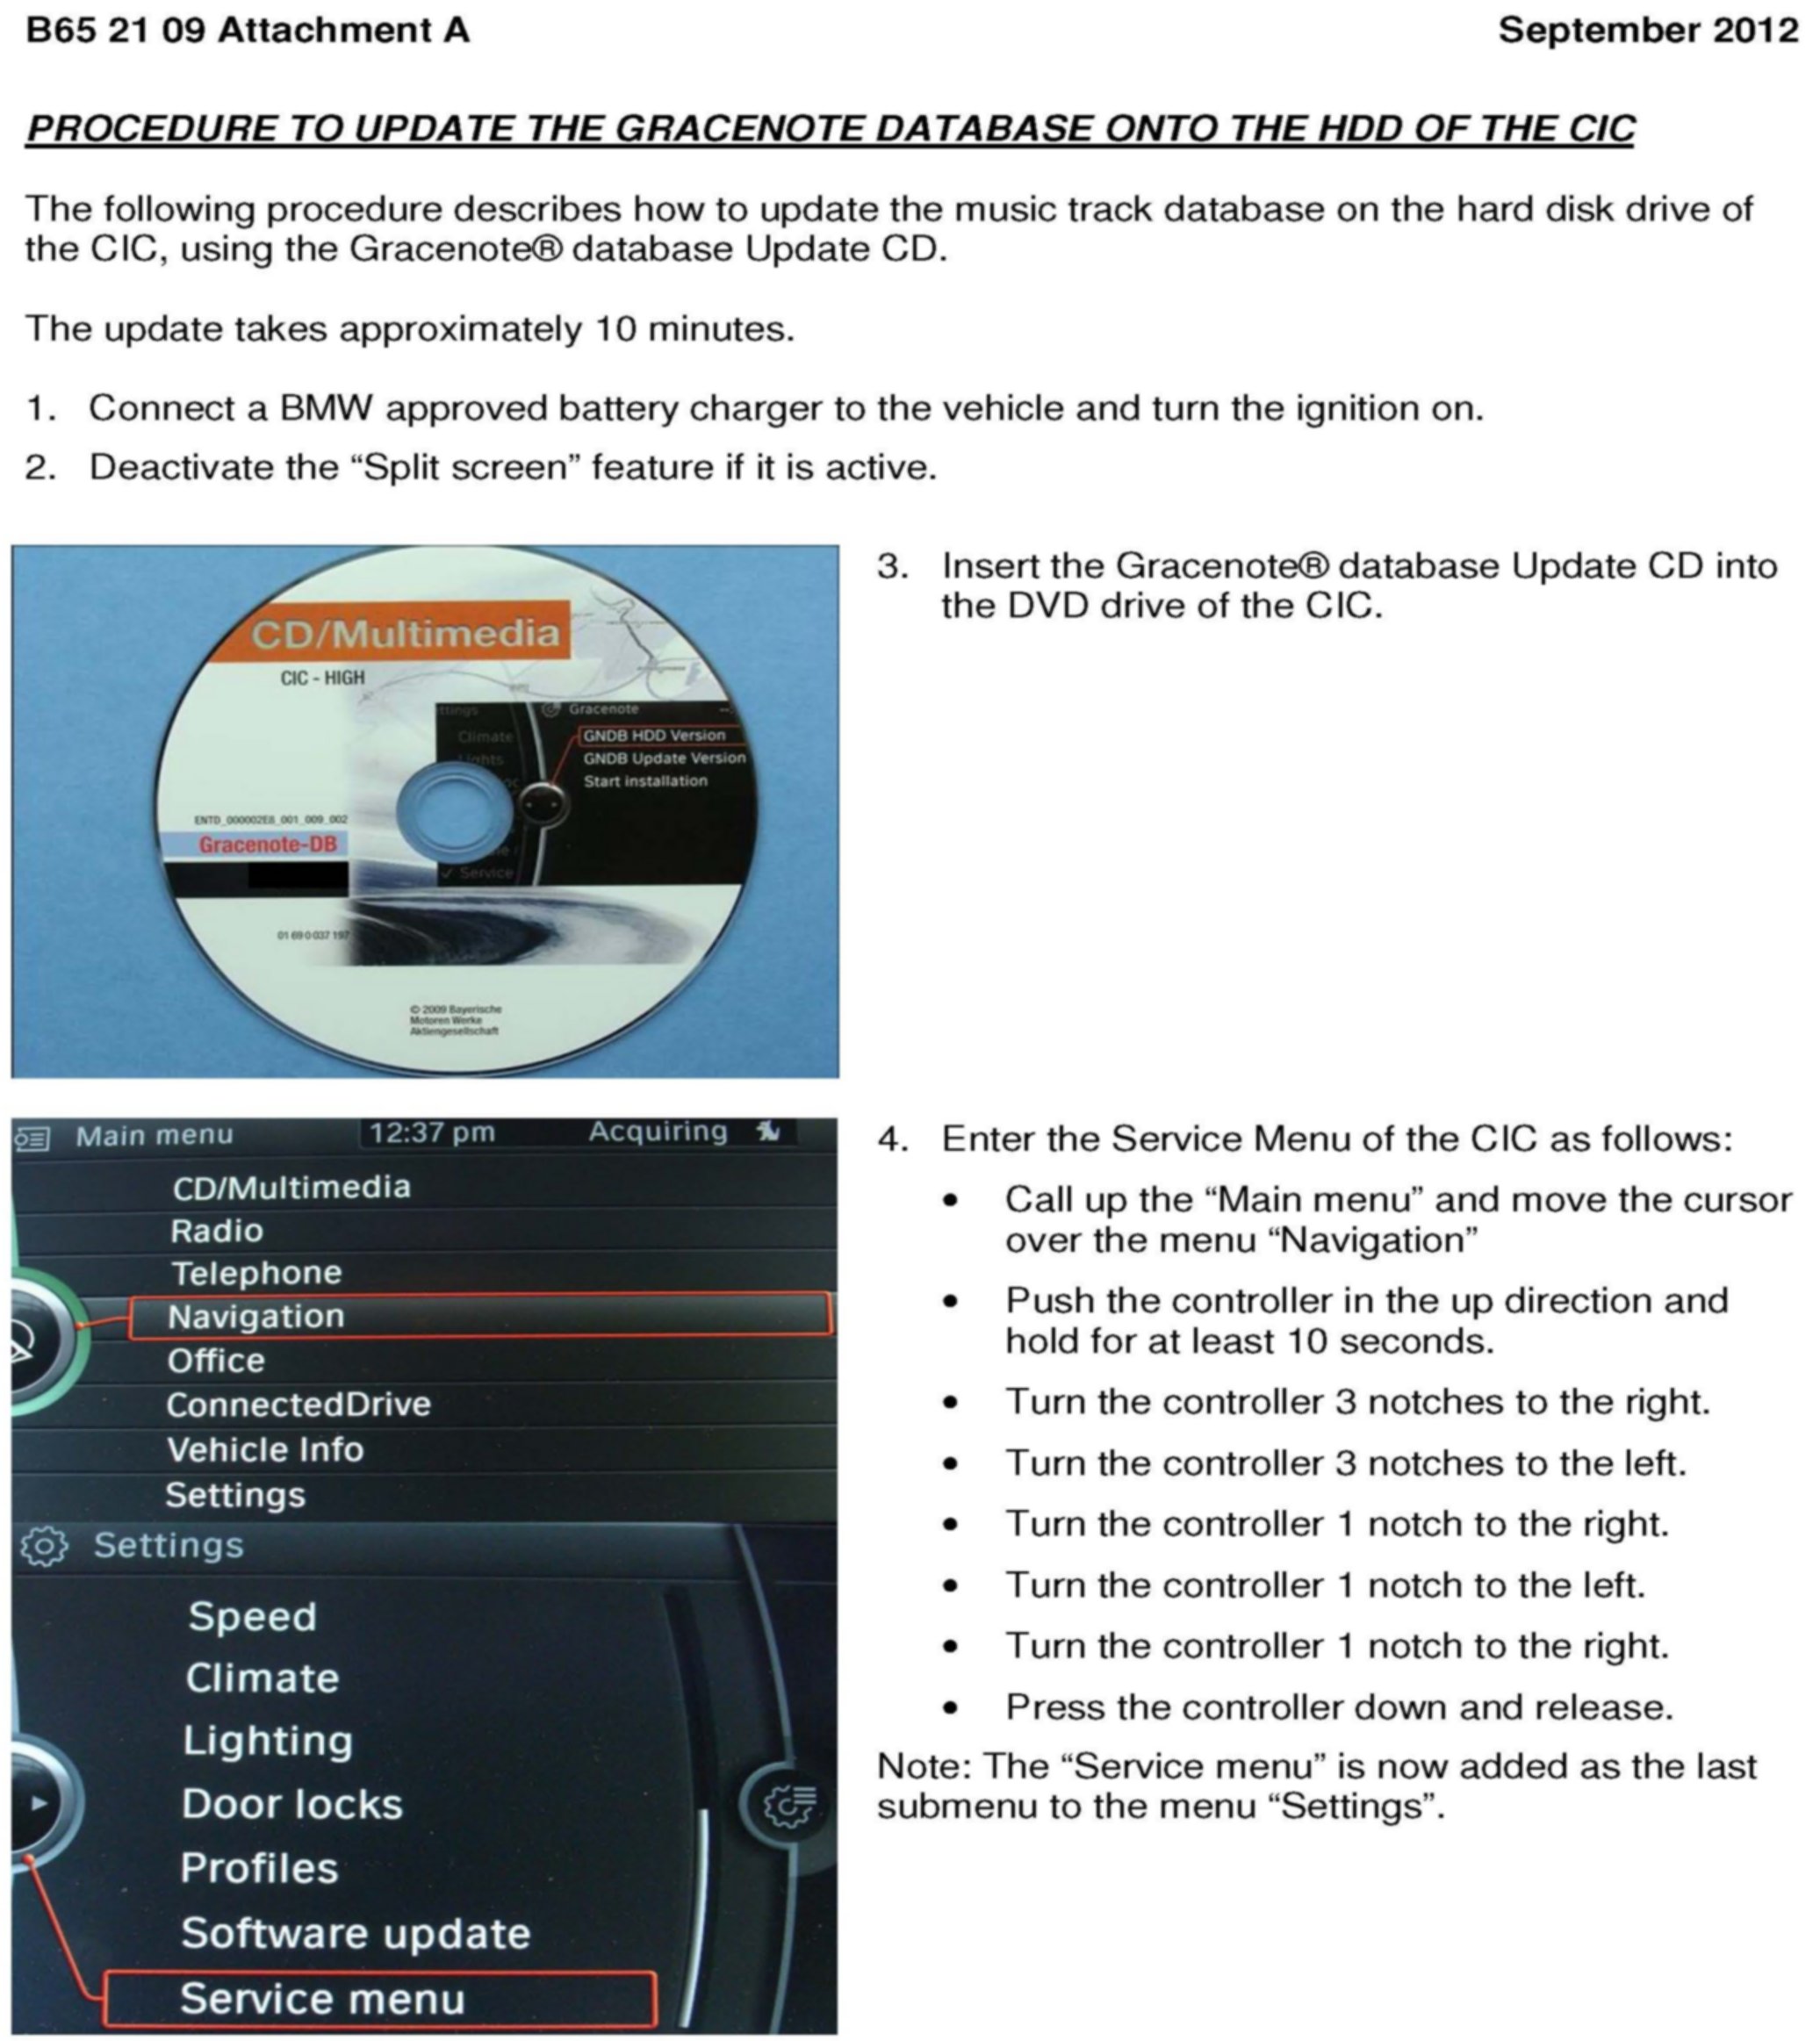 B65 21 09 Attachment A September 2012
PROCEDURE TO UPDATE THE GRACENOTE DATABASE ONTO THE HDD OF THE CIC
The following procedure describes how to update the music track database on the hard disk drive of
the CIC, using the Gracenote® database Update CD.
The update takes approximately 10 minutes.
1. Connect a BMW approved battery charger to the vehicle and turn the ignition on.
2. Deactivate the “Split screen” feature if it is active.
CD/Multimedia
CIC - HIGH
ttings
Gracenote
Climate
GNDB HDD Version
Lights
GNDB Update Version
Start installation
ENTD_000002E8_001_009_002
Gracenote-DB
✓ Service
01 69 0 037 197
© 2009 Bayerische
Motoren Werke
Aktiengesellschaft
3. Insert the Gracenote® database Update CD into
the DVD drive of the CIC.
Main menu 12:37 pm Acquiring
CD/Multimedia
Radio
Telephone
Navigation
Office
ConnectedDrive
Vehicle Info
Settings
Settings
Speed
Climate
Lighting
Door locks
Profiles
Software update
Service menu
4. Enter the Service Menu of the CIC as follows:
• Call up the “Main menu” and move the cursor
over the menu “Navigation”
• Push the controller in the up direction and
hold for at least 10 seconds.
• Turn the controller 3 notches to the right.
• Turn the controller 3 notches to the left.
• Turn the controller 1 notch to the right.
• Turn the controller 1 notch to the left.
• Turn the controller 1 notch to the right.
• Press the controller down and release.
Note: The “Service menu” is now added as the last
submenu to the menu “Settings”.